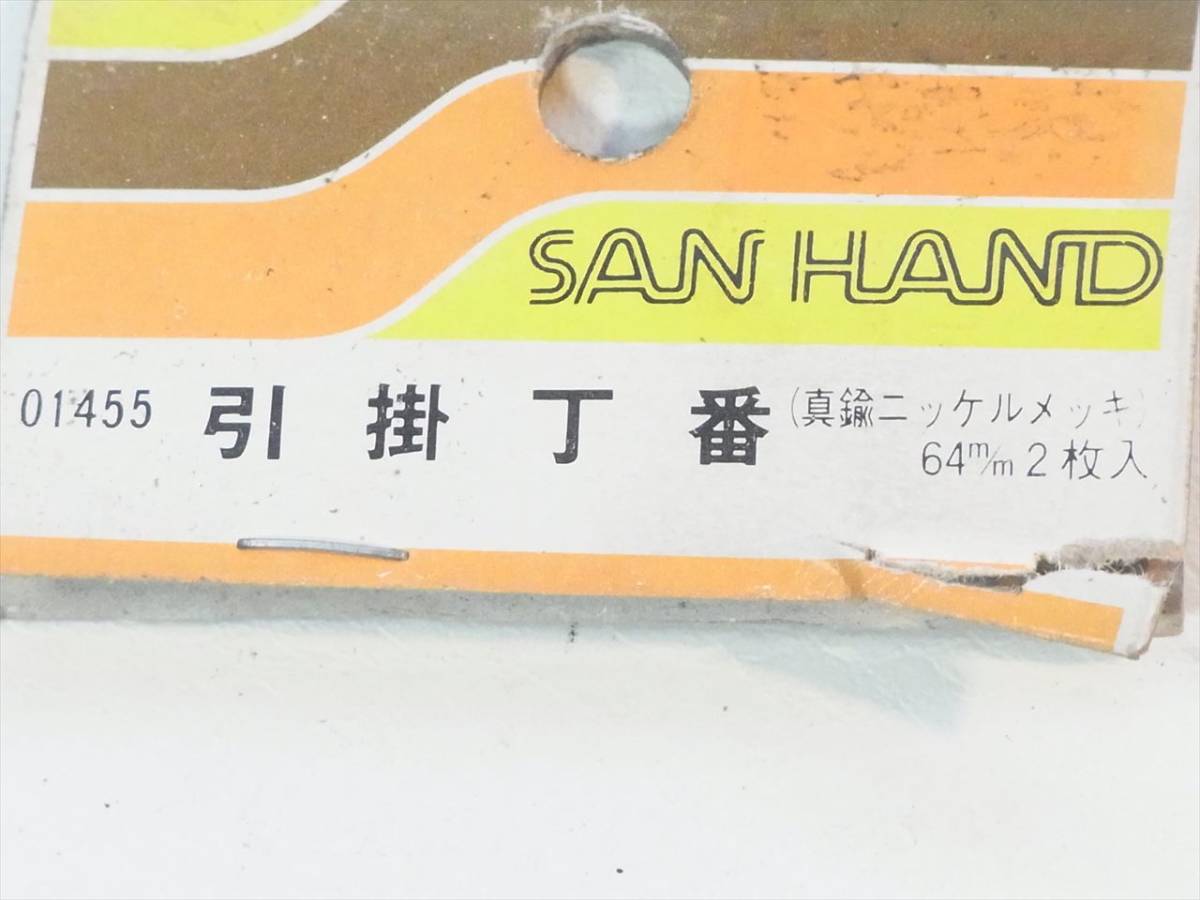 SAN HAND
01455 引掛丁番 (真鍮ニッケルメッキ)
64m/m 2枚入